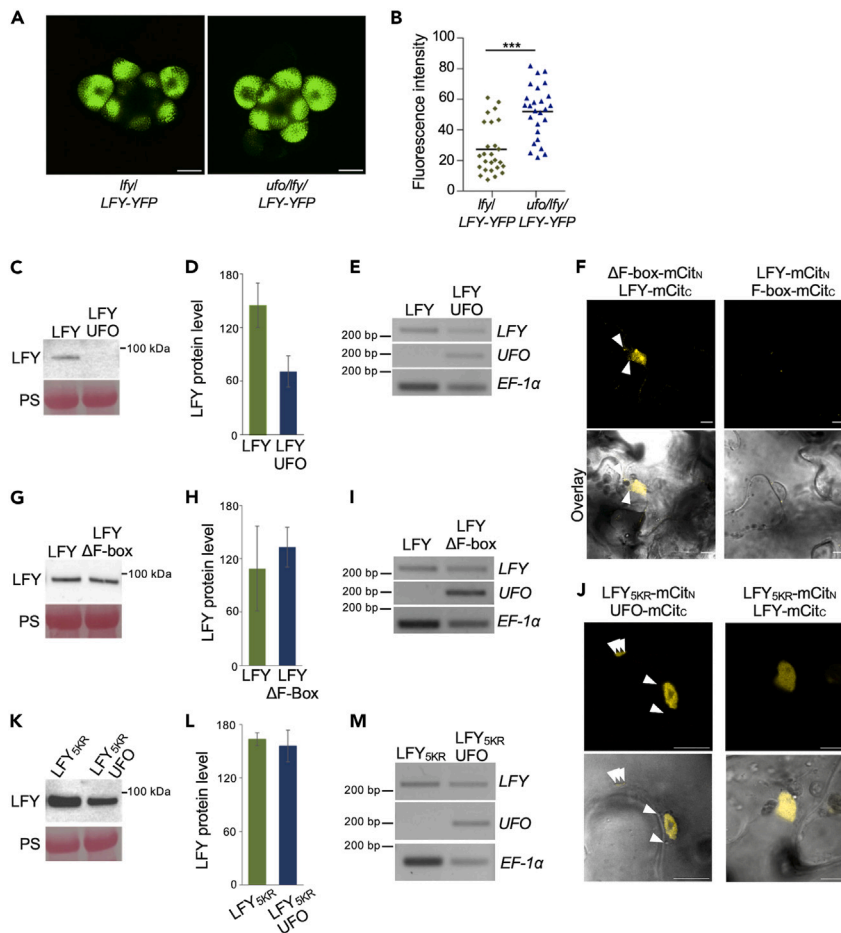 A
lfy/
LFY-YFP
ufo/lfy/
LFY-YFP
B
Fluorescence intensity
100
80
60
40
20
0
***
lfy/
LFY-YFP
ufo/lfy/
LFY-YFP
C
LFY
LFY
UFO
LFY
100 kDa
PS
D
LFY protein level
180
120
60
0
LFY
LFY
UFO
E
LFY
LFY
UFO
200 bp
LFY
200 bp
UFO
200 bp
EF-1α
F
ΔF-box-mCitN
LFY-mCitC
LFY-mCitN
F-box-mCitC
Overlay
G
LFY
LFY
ΔF-box
LFY
100 kDa
PS
H
LFY protein level
180
120
60
0
LFY
LFY
ΔF-Box
I
LFY
LFY
ΔF-box
200 bp
LFY
200 bp
UFO
200 bp
EF-1α
J
LFY5KR-mCitN
UFO-mCitC
LFY5KR-mCitN
LFY-mCitC
K
LFY5KR
LFY5KR
UFO
LFY
100 kDa
PS
L
LFY protein level
180
120
60
0
LFY5KR
LFY5KR
UFO
M
LFY5KR
LFY5KR
UFO
LFY
200 bp
UFO
200 bp
EF-1α